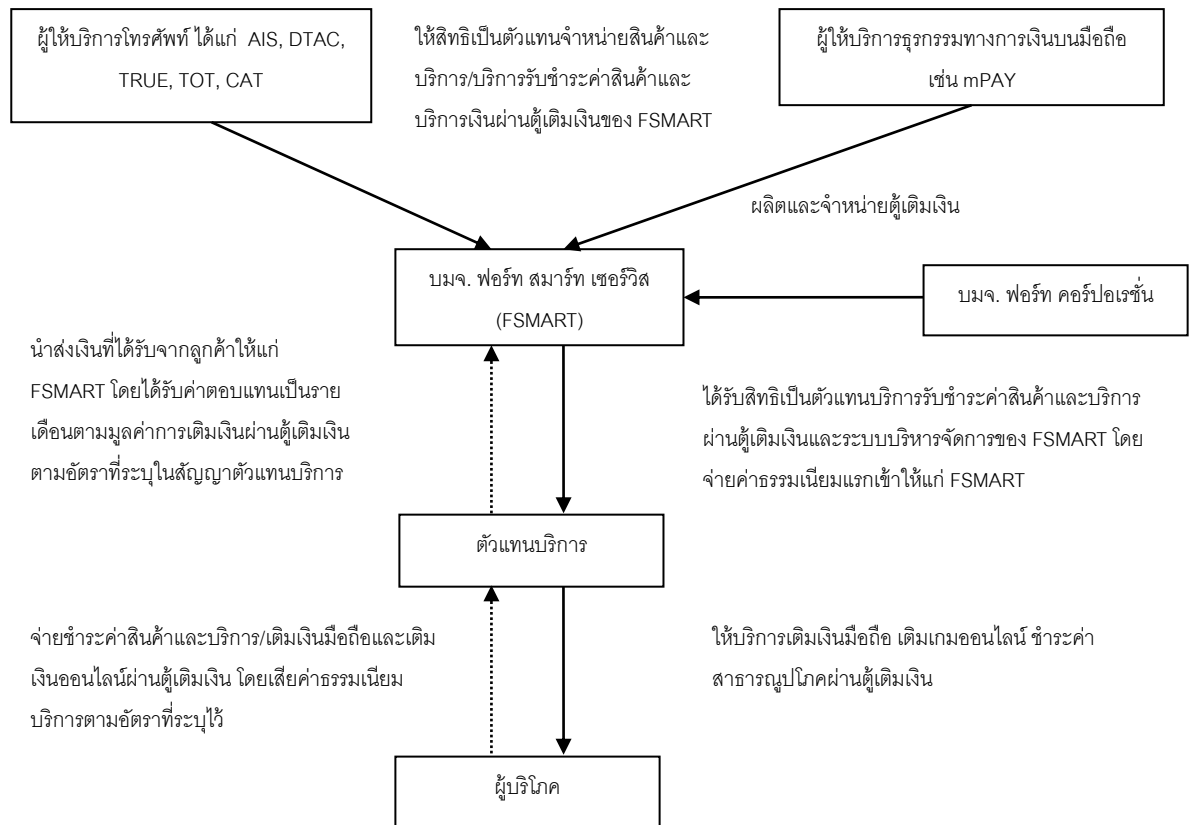 ผู้ให้บริการโทรศัพท์ ได้แก่ AIS, DTAC,
TRUE, TOT, CAT
ให้สิทธิเป็นตัวแทนจำหน่ายสินค้าและ
บริการ/บริการรับชำระค่าสินค้าและ
บริการเงินผ่านตู้เติมเงินของ FSMART
ผู้ให้บริการธุรกรรมทางการเงินบนมือถือ
เช่น mPAY
ผลิตและจำหน่ายตู้เติมเงิน
บมจ. ฟอร์ท สมาร์ท เซอร์วิส
(FSMART)
บมจ. ฟอร์ท คอร์ปอเรชั่น
นำส่งเงินที่ได้รับจากลูกค้าให้แก่
FSMART โดยได้รับค่าตอบแทนเป็นราย
เดือนตามมูลค่าการเติมเงินผ่านตู้เติมเงิน
ตามอัตราที่ระบุในสัญญาตัวแทนบริการ
ได้รับสิทธิเป็นตัวแทนบริการรับชำระค่าสินค้าและบริการ
ผ่านตู้เติมเงินและระบบบริหารจัดการของ FSMART โดย
จ่ายค่าธรรมเนียมแรกเข้าให้แก่ FSMART
ตัวแทนบริการ
จ่ายชำระค่าสินค้าและบริการ/เติมเงินมือถือและเติม
เงินออนไลน์ผ่านตู้เติมเงิน โดยเสียค่าธรรมเนียม
บริการตามอัตราที่ระบุไว้
ให้บริการเติมเงินมือถือ เติมเกมออนไลน์ ชำระค่า
สาธารณูปโภคผ่านตู้เติมเงิน
ผู้บริโภค